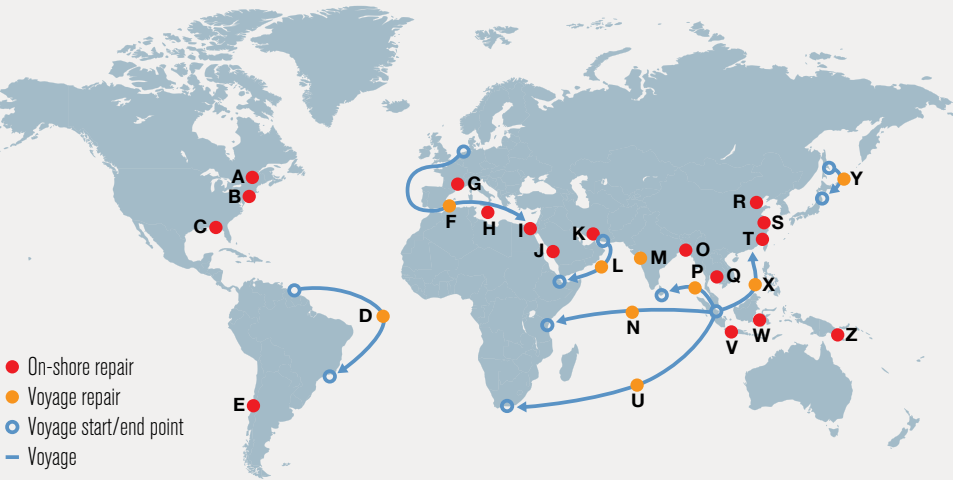 A
B
C
D
E
F
G
H
I
J
K
L
M
N
O
P
Q
R
S
T
U
V
W
X
Y
Z
On-shore repair
Voyage repair
Voyage start/end point
Voyage